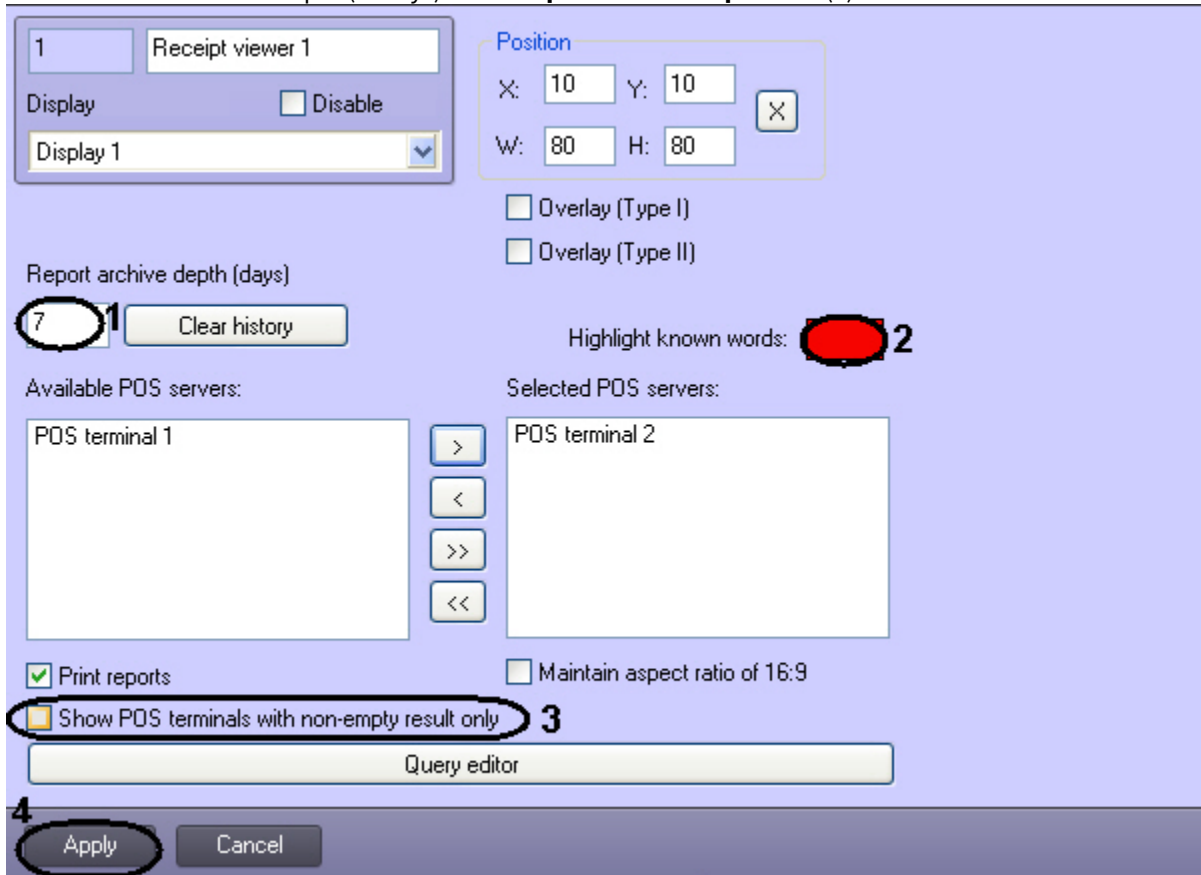 1 Receipt viewer 1
Display Disable
Display 1
Position
X: 10 Y: 10
X
W: 80 H: 80
Overlay (Type I)
Overlay (Type II)
Report archive depth (days)
7 1 Clear history
Highlight known words: 2
Available POS servers:
POS terminal 1
>
<
>>
<<
Selected POS servers:
POS terminal 2
Print reports
Maintain aspect ratio of 16:9
Show POS terminals with non-empty result only 3
Query editor
4
Apply Cancel